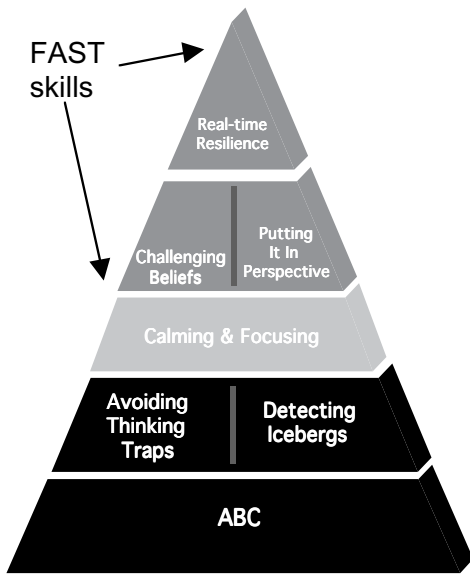 FAST
skills
Real-time
Resilience
Challenging
Beliefs
Putting
It In
Perspective
Calming & Focusing
Avoiding
Thinking
Traps
Detecting
Icebergs
ABC